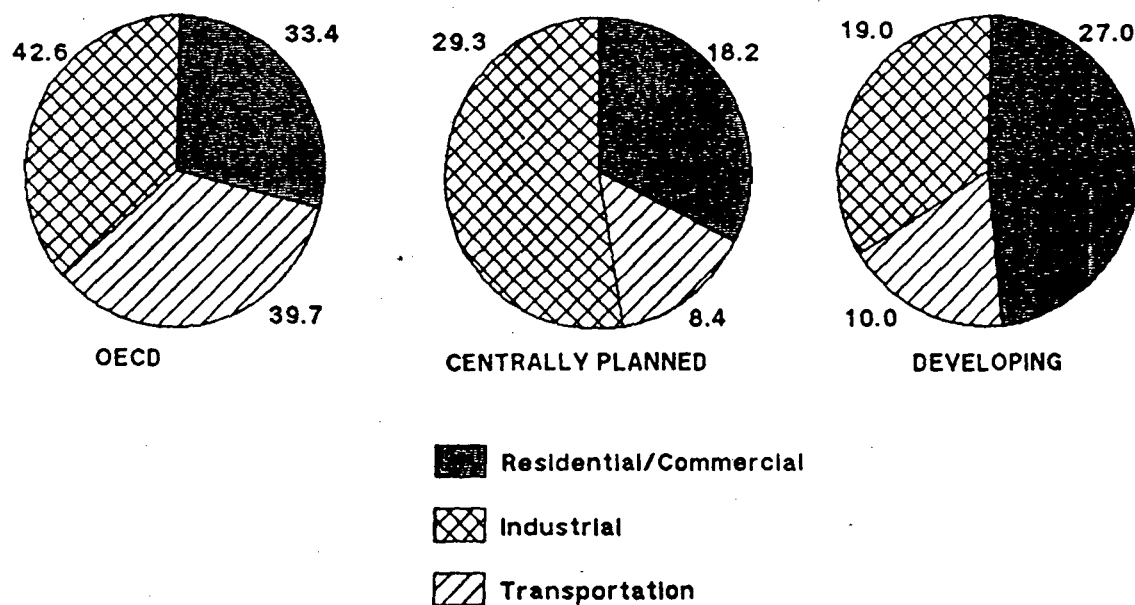 42.6 33.4 29.3 18.2 19.0 27.0
39.7 8.4 10.0
OECD CENTRALLY PLANNED DEVELOPING
Residential/Commercial
Industrial
Transportation